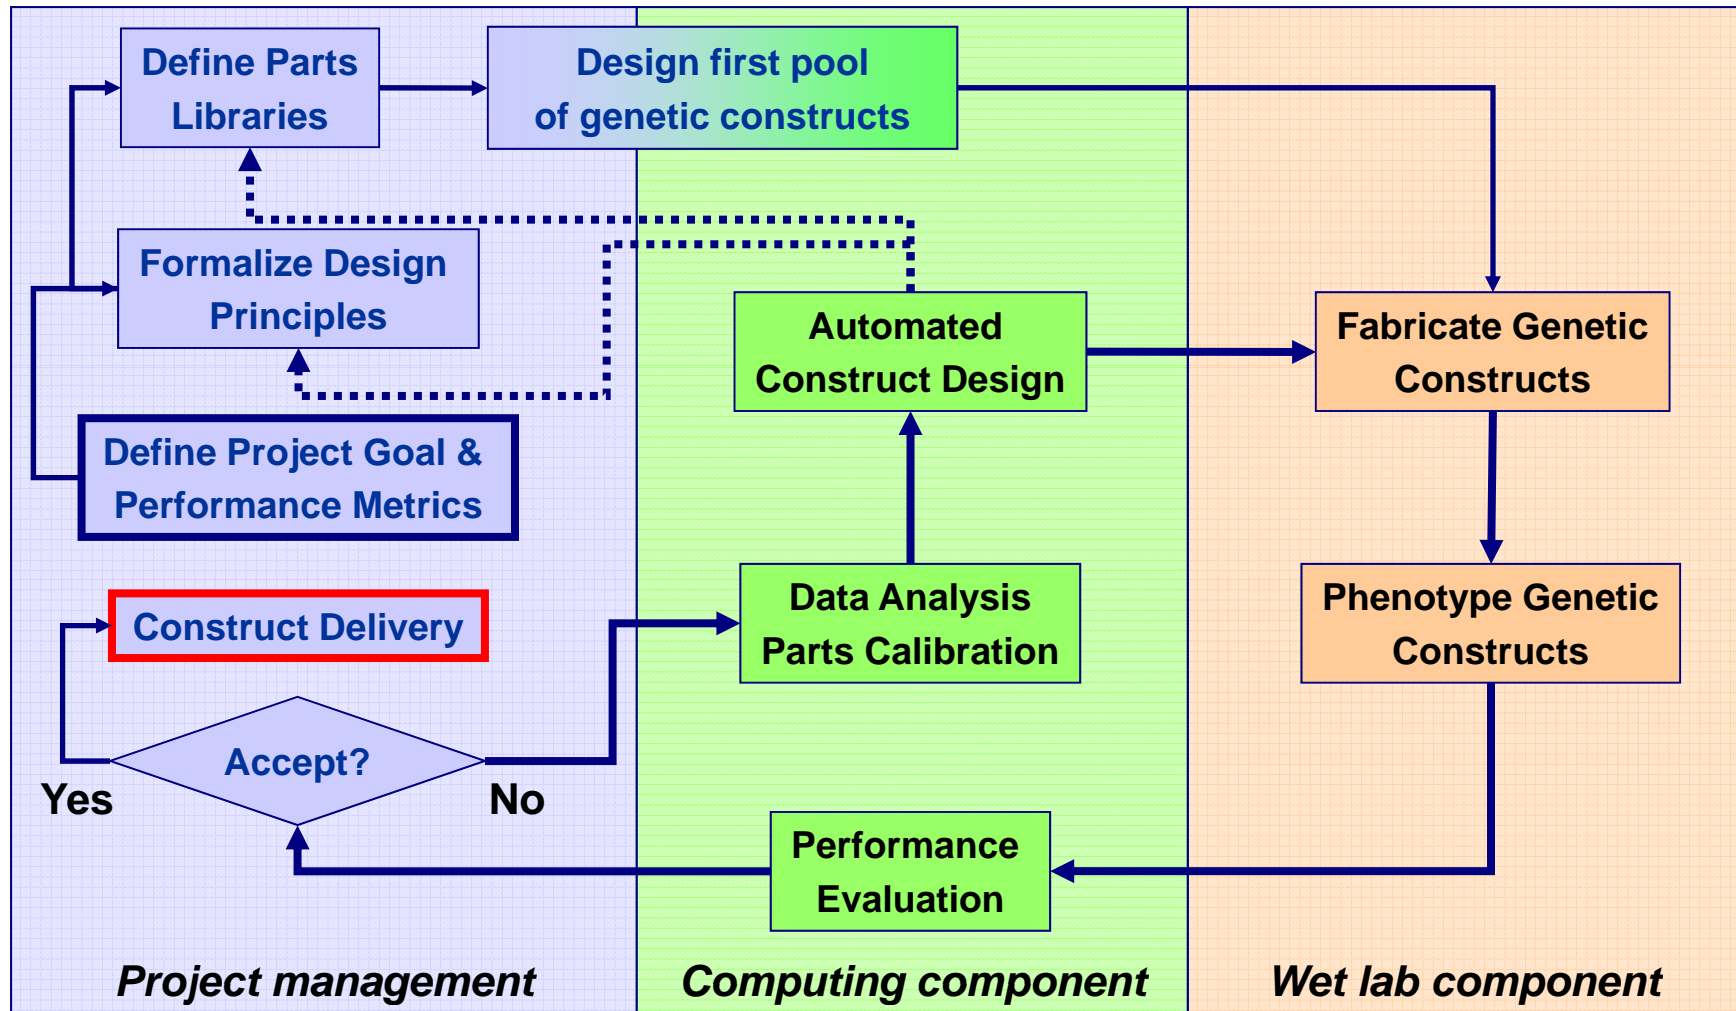 Define Parts
Libraries
Design first pool
of genetic constructs
Formalize Design
Principles
Automated
Construct Design
Fabricate Genetic
Constructs
Define Project Goal &
Performance Metrics
Construct Delivery
Data Analysis
Parts Calibration
Phenotype Genetic
Constructs
Accept?
Yes
No
Performance
Evaluation
Project management
Computing component
Wet lab component